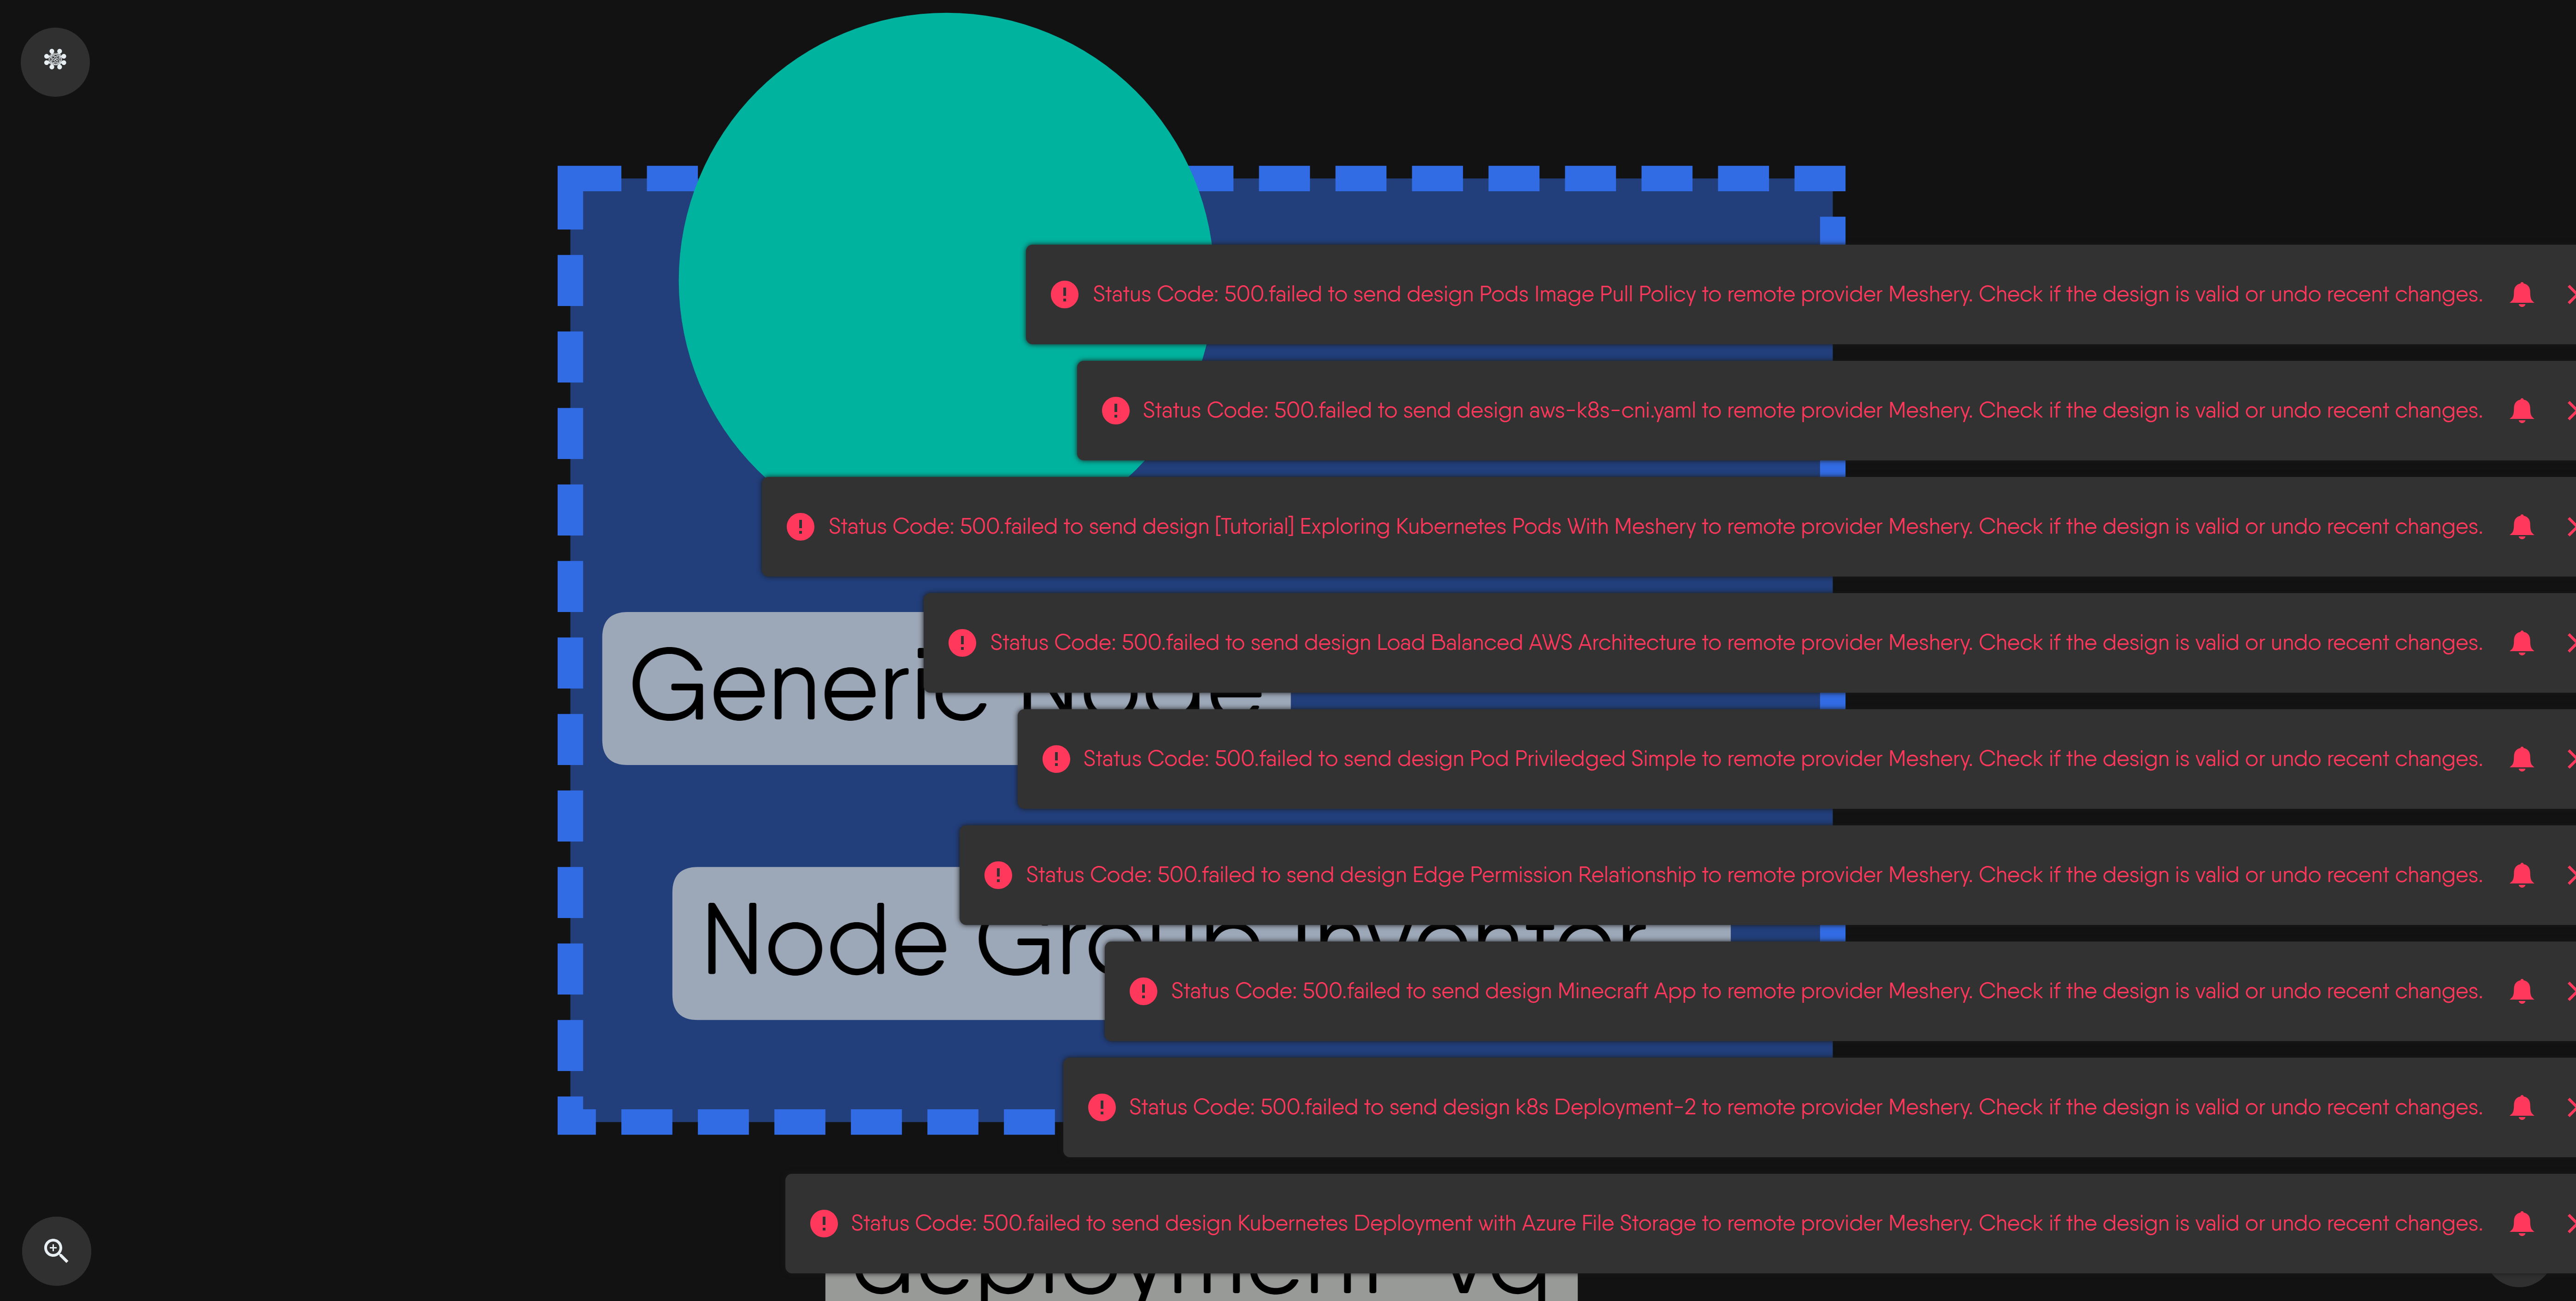 Status Code: 500.failed to send design Pods Image Pull Policy to remote provider Meshery. Check if the design is valid or undo recent changes.
Status Code: 500.failed to send design aws-k8s-cni.yaml to remote provider Meshery. Check if the design is valid or undo recent changes.
Status Code: 500.failed to send design [Tutorial] Exploring Kubernetes Pods With Meshery to remote provider Meshery. Check if the design is valid or undo recent changes.
Status Code: 500.failed to send design Load Balanced AWS Architecture to remote provider Meshery. Check if the design is valid or undo recent changes.
Generic Node
Status Code: 500.failed to send design Pod Priviledged Simple to remote provider Meshery. Check if the design is valid or undo recent changes.
Status Code: 500.failed to send design Edge Permission Relationship to remote provider Meshery. Check if the design is valid or undo recent changes.
Node Group Inventor
Status Code: 500.failed to send design Minecraft App to remote provider Meshery. Check if the design is valid or undo recent changes.
Status Code: 500.failed to send design k8s Deployment-2 to remote provider Meshery. Check if the design is valid or undo recent changes.
Status Code: 500.failed to send design Kubernetes Deployment with Azure File Storage to remote provider Meshery. Check if the design is valid or undo recent changes.